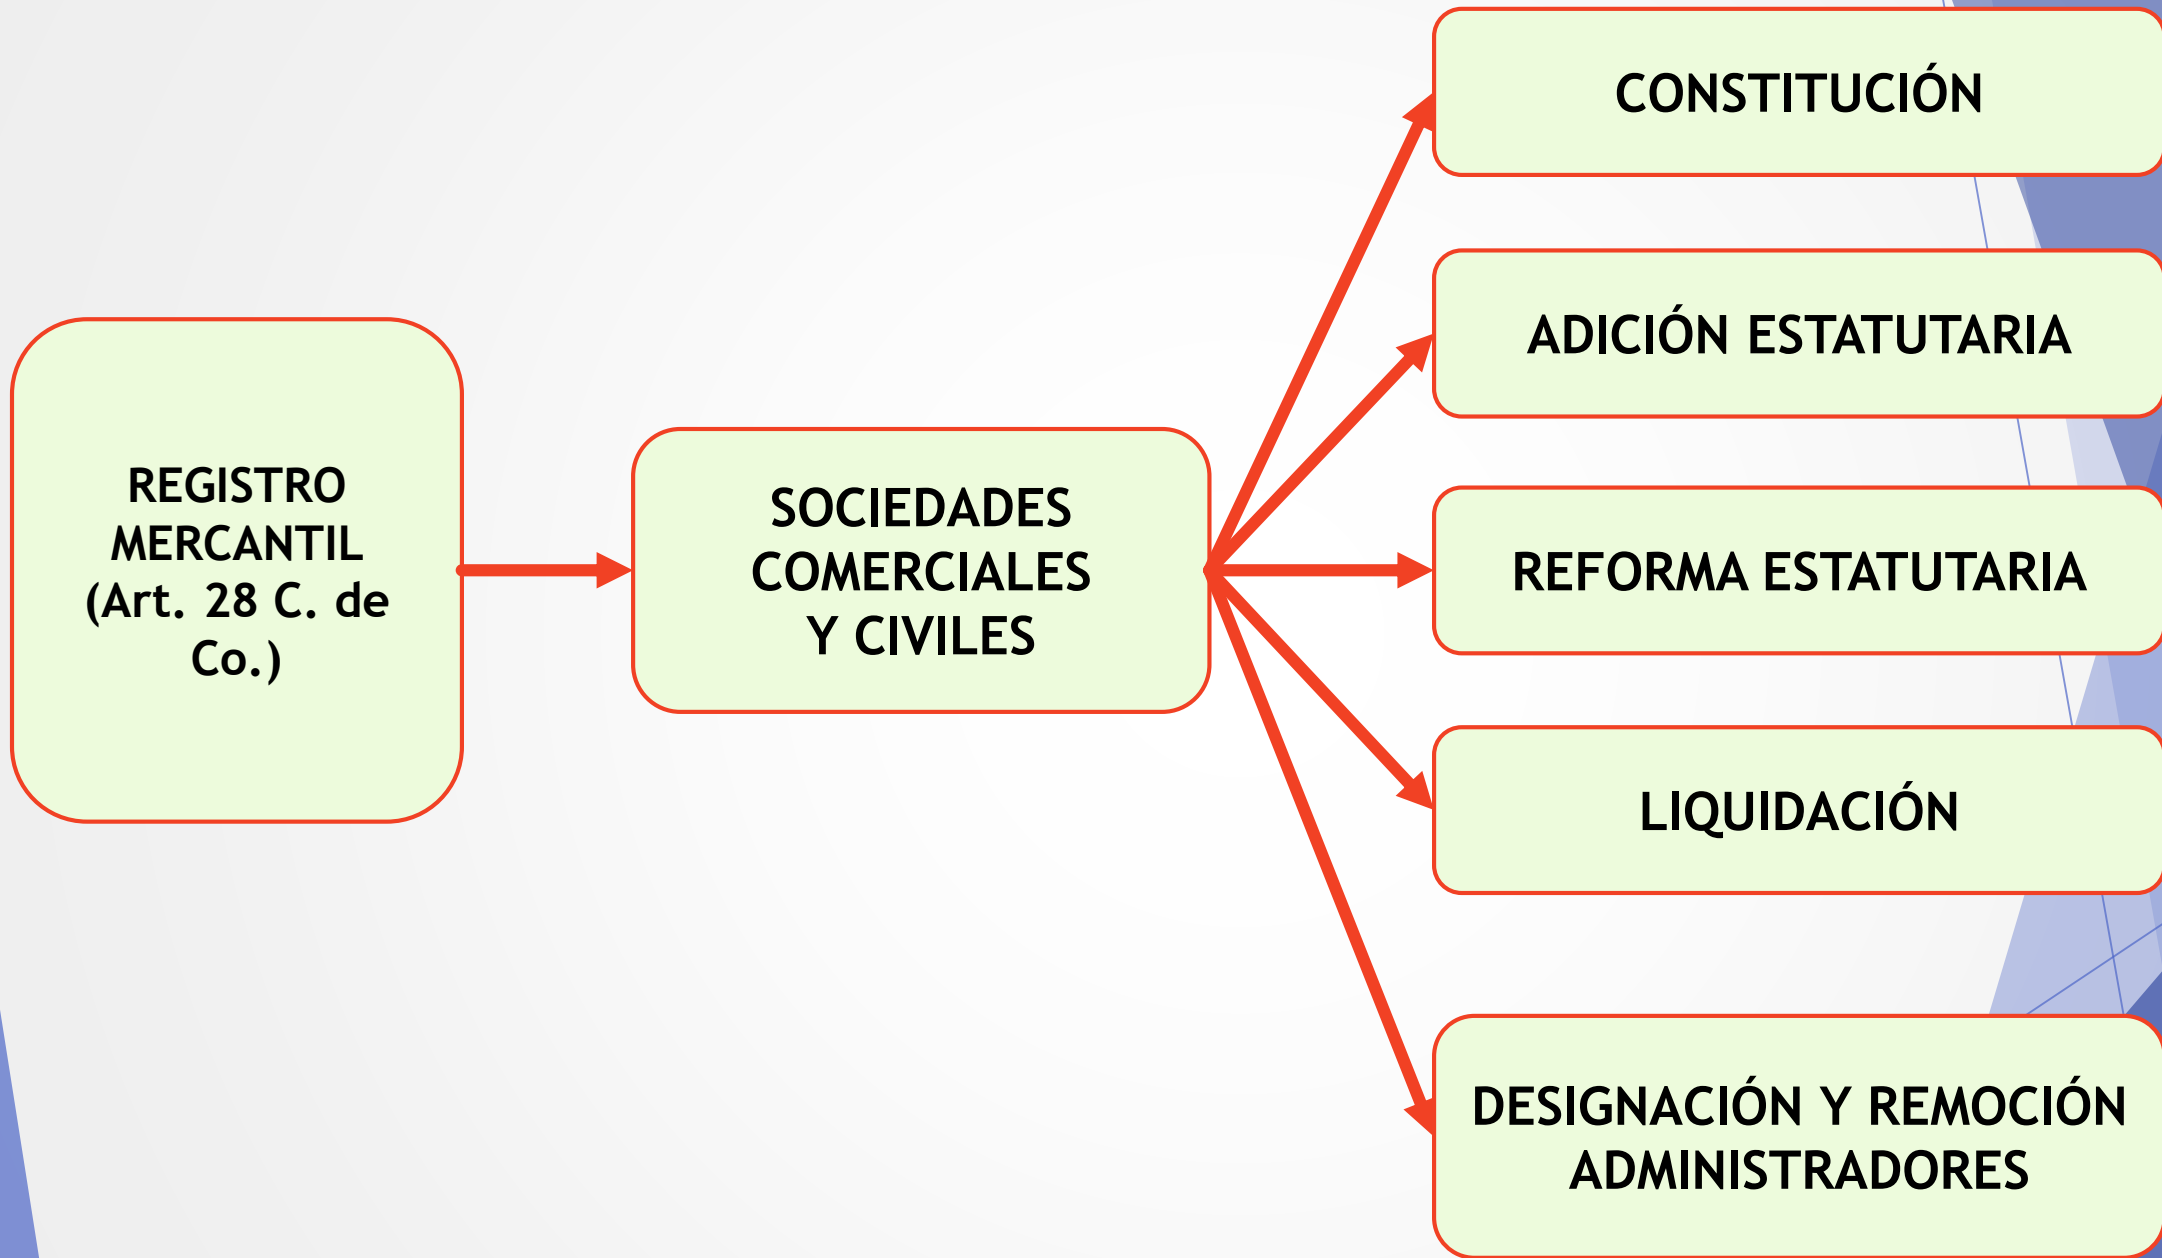 REGISTRO
MERCANTIL
(Art. 28 C. de
Co.)
SOCIEDADES
COMERCIALES
Y CIVILES
CONSTITUCIÓN
ADICIÓN ESTATUTARIA
REFORMA ESTATUTARIA
LIQUIDACIÓN
DESIGNACIÓN Y REMOCIÓN
ADMINISTRADORES